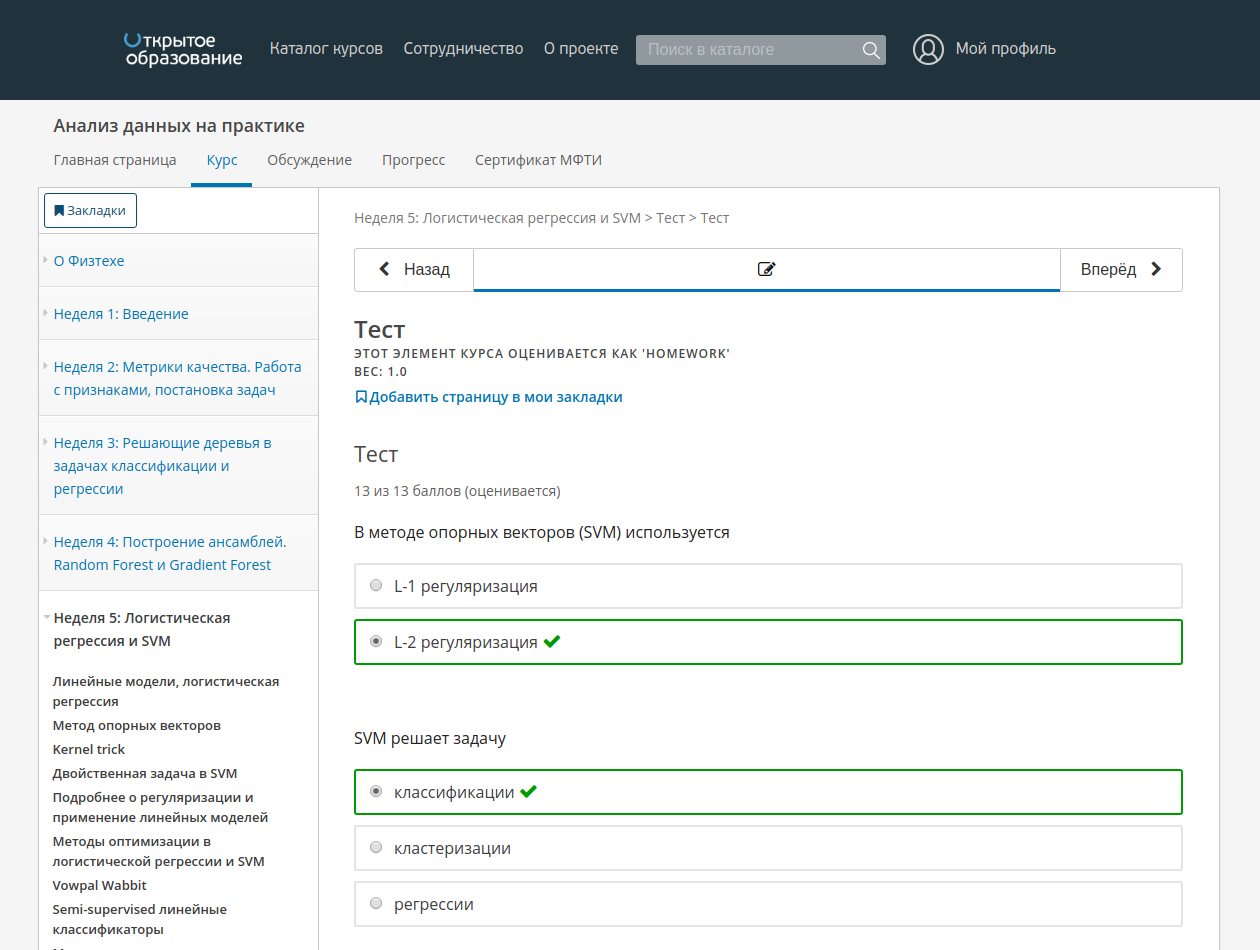 Открытое
образование
Каталог курсов
Сотрудничество
О проекте
Поиск в каталоге
Мой профиль
Анализ данных на практике
Главная страница
Курс
Обсуждение
Прогресс
Сертификат МФТИ
Закладки
О Физтехе
Неделя 1: Введение
Неделя 2: Метрики качества. Работа
с признаками, постановка задач
Неделя 3: Решающие деревья в
задачах классификации и
регрессии
Неделя 4: Построение ансамблей.
Random Forest и Gradient Forest
Неделя 5: Логистическая
регрессия и SVM
Линейные модели, логистическая
регрессия
Метод опорных векторов
Kernel trick
Двойственная задача в SVM
Подробнее о регуляризации и
применение линейных моделей
Методы оптимизации в
логистической регрессии и SVM
Vowpal Wabbit
Semi-supervised линейные
классификаторы
Неделя 5: Логистическая регрессия и SVM > Тест > Тест
Назад
Вперёд
Тест
ЭТОТ ЭЛЕМЕНТ КУРСА ОЦЕНИВАЕТСЯ КАК 'HOMEWORK'
ВЕС: 1.0
Добавить страницу в мои закладки
Тест
13 из 13 баллов (оценивается)
В методе опорных векторов (SVM) используется
L-1 регуляризация
L-2 регуляризация
SVM решает задачу
классификации
кластеризации
регрессии